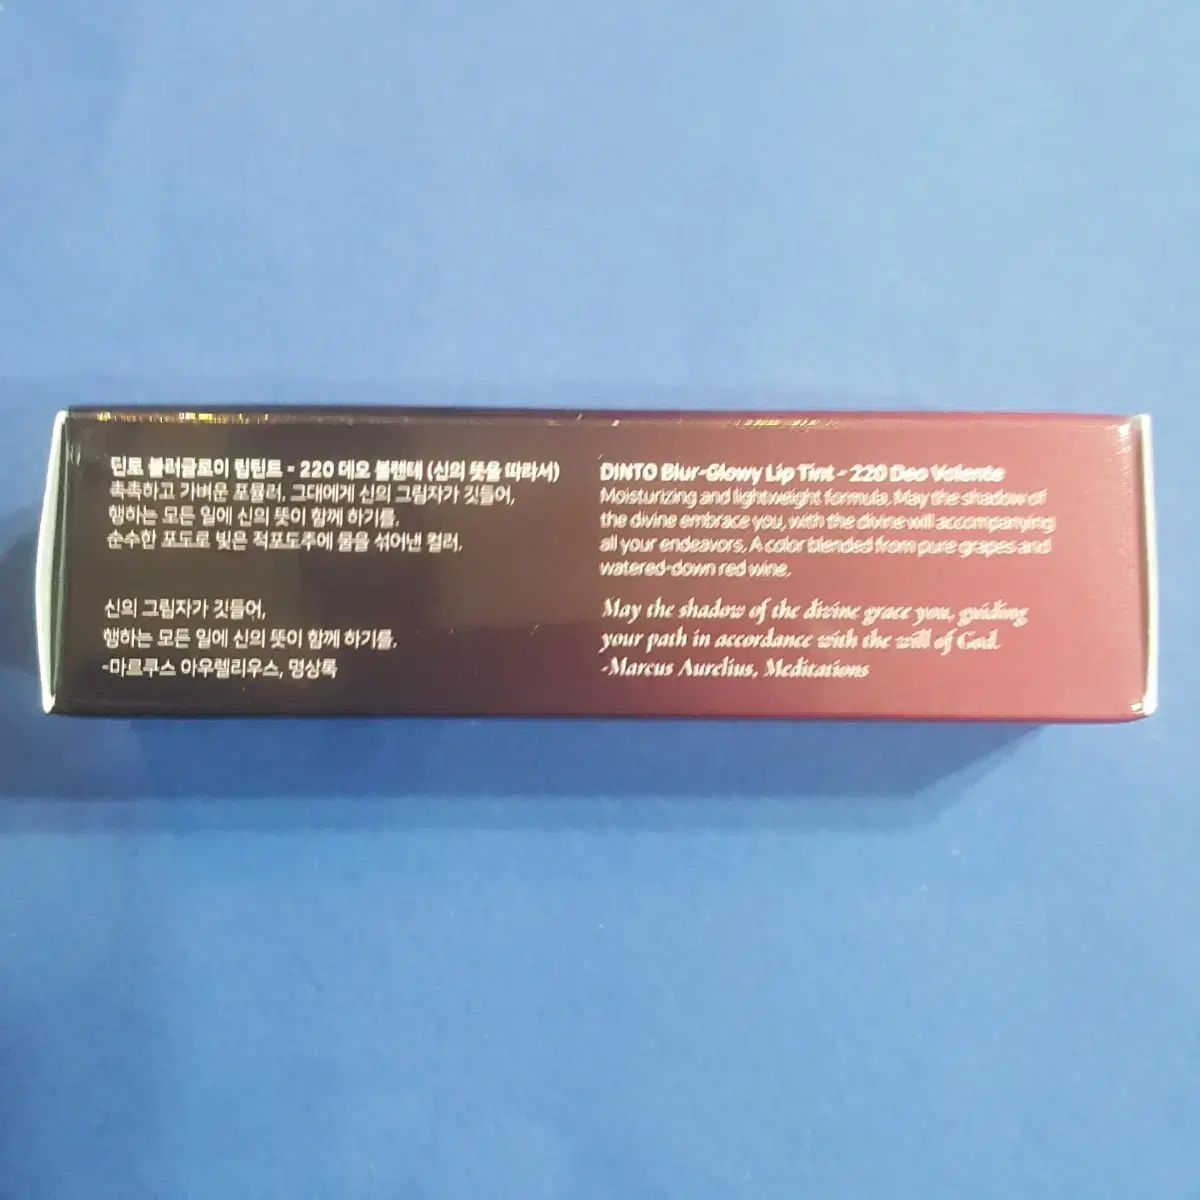 딘토 블러글로이 립틴트 - 220 데오 볼렌테 (신의 뜻을 따라서)
촉촉하고 가벼운 포뮬러, 그대에게 신의 그림자가 깃들어,
행하는 모든 일에 신의 뜻이 함께 하기를,
순수한 포도로 빚은 적포도주에 물을 섞어낸 컬러.
신의 그림자가 깃들어,
행하는 모든 일에 신의 뜻이 함께 하기를,
-마르쿠스 아우렐리우스, 명상록
DINTO Blur-Glowy Lip Tint - 220 Deo Volente
Moisturizing and lightweight formula. May the shadow of
the divine embrace you, with the divine will accompanying
all your endeavors. A color blended from pure grapes and
watered-down red wine.
May the shadow of the divine grace you, guiding
your path in accordance with the will of God.
-Marcus Aurelius, Meditations